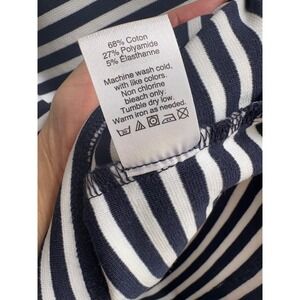 68% Coton
27% Polyamide
5% Elasthanne
Machine wash cold,
with like colors.
Non chlorine
bleach only.
Tumble dry low.
Warm iron as needed.